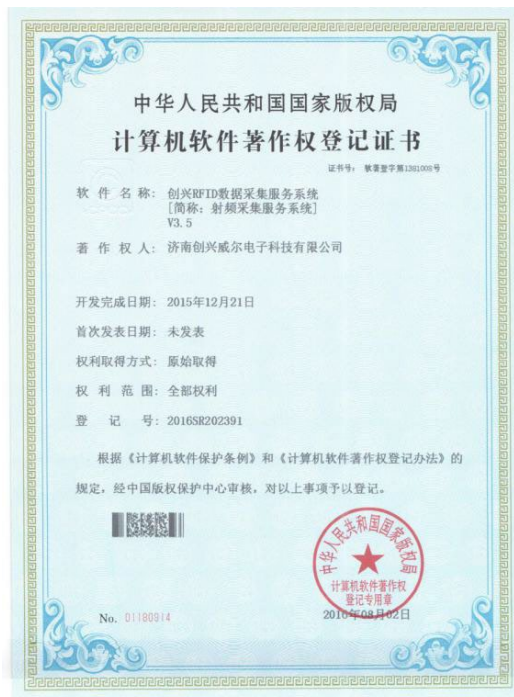 中华人民共和国国家版权局
计算机软件著作权登记证书
证书号： 软著登字第1381008号
软件名称： 创兴RFID数据采集服务系统
[简称：射频采集服务系统]
V3.5
著作权人： 济南创兴威尔电子科技有限公司
开发完成日期： 2015年12月21日
首次发表日期： 未发表
权利取得方式： 原始取得
权利范围： 全部权利
登记号： 2016SR202391
根据《计算机软件保护条例》和《计算机软件著作权登记办法》的
规定，经中国版权保护中心审核，对以上事项予以登记。
中华人民共和国国家版权局
计算机软件著作权
登记专用章
No. 01180914
2016年08月02日